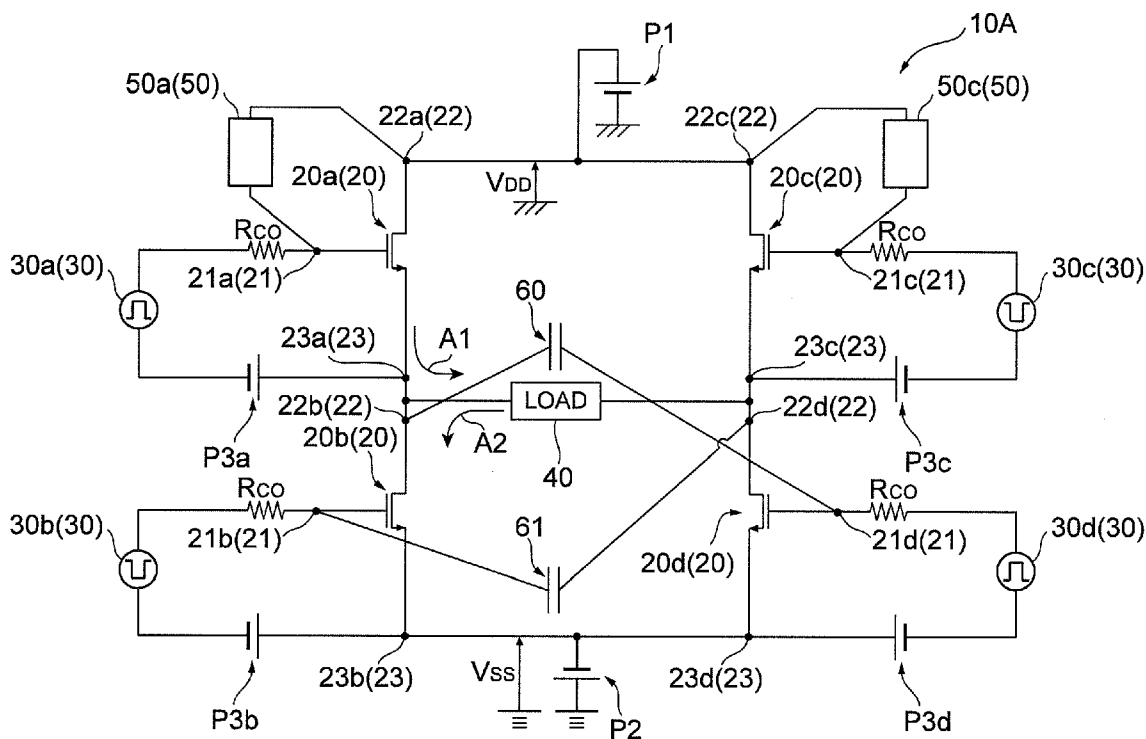 P1
10A
50a(50)
50c(50)
22a(22)
22c(22)
20a(20)
VDD
20c(20)
RCO
RCO
30a(30)
21a(21)
21c(21)
30c(30)
60
23a(23)
A1
23c(23)
22b(22)
LOAD
22d(22)
20b(20)
A2
40
P3a
P3c
RCO
RCO
30b(30)
21b(21)
61
21d(21)
30d(30)
20d(20)
23b(23)
VSS
23d(23)
P3b
P2
P3d